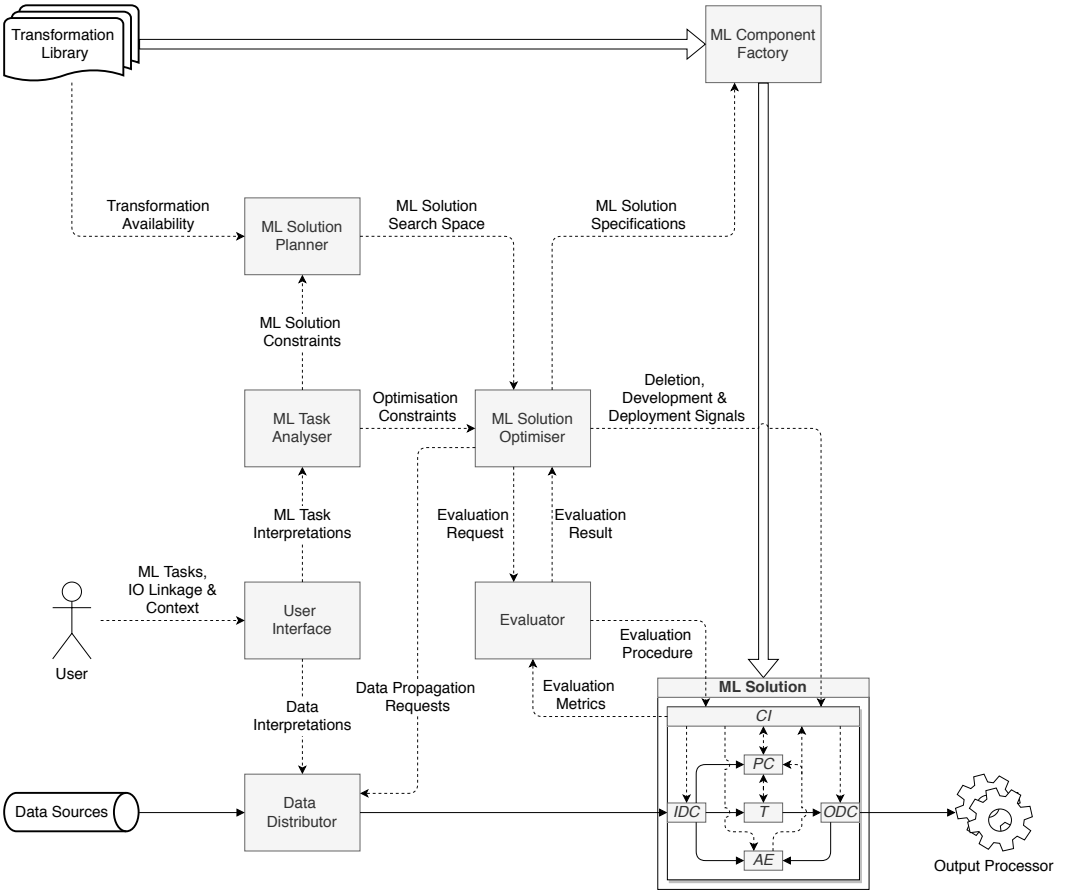 Transformation
Library
ML Component
Factory
Transformation
Availability
ML Solution
Planner
ML Solution
Search Space
ML Solution
Specifications
ML Solution
Constraints
ML Task
Analyser
Optimisation
Constraints
ML Solution
Optimiser
Deletion,
Development &
Deployment Signals
ML Task
Interpretations
Evaluation
Request
Evaluation
Result
ML Tasks,
IO Linkage &
Context
User
User
Interface
Evaluator
Evaluation
Procedure
Data
Interpretations
Data Propagation
Requests
Evaluation
Metrics
ML Solution
CI
PC
Data Sources
Data
Distributor
IDC
T
ODC
AE
Output Processor